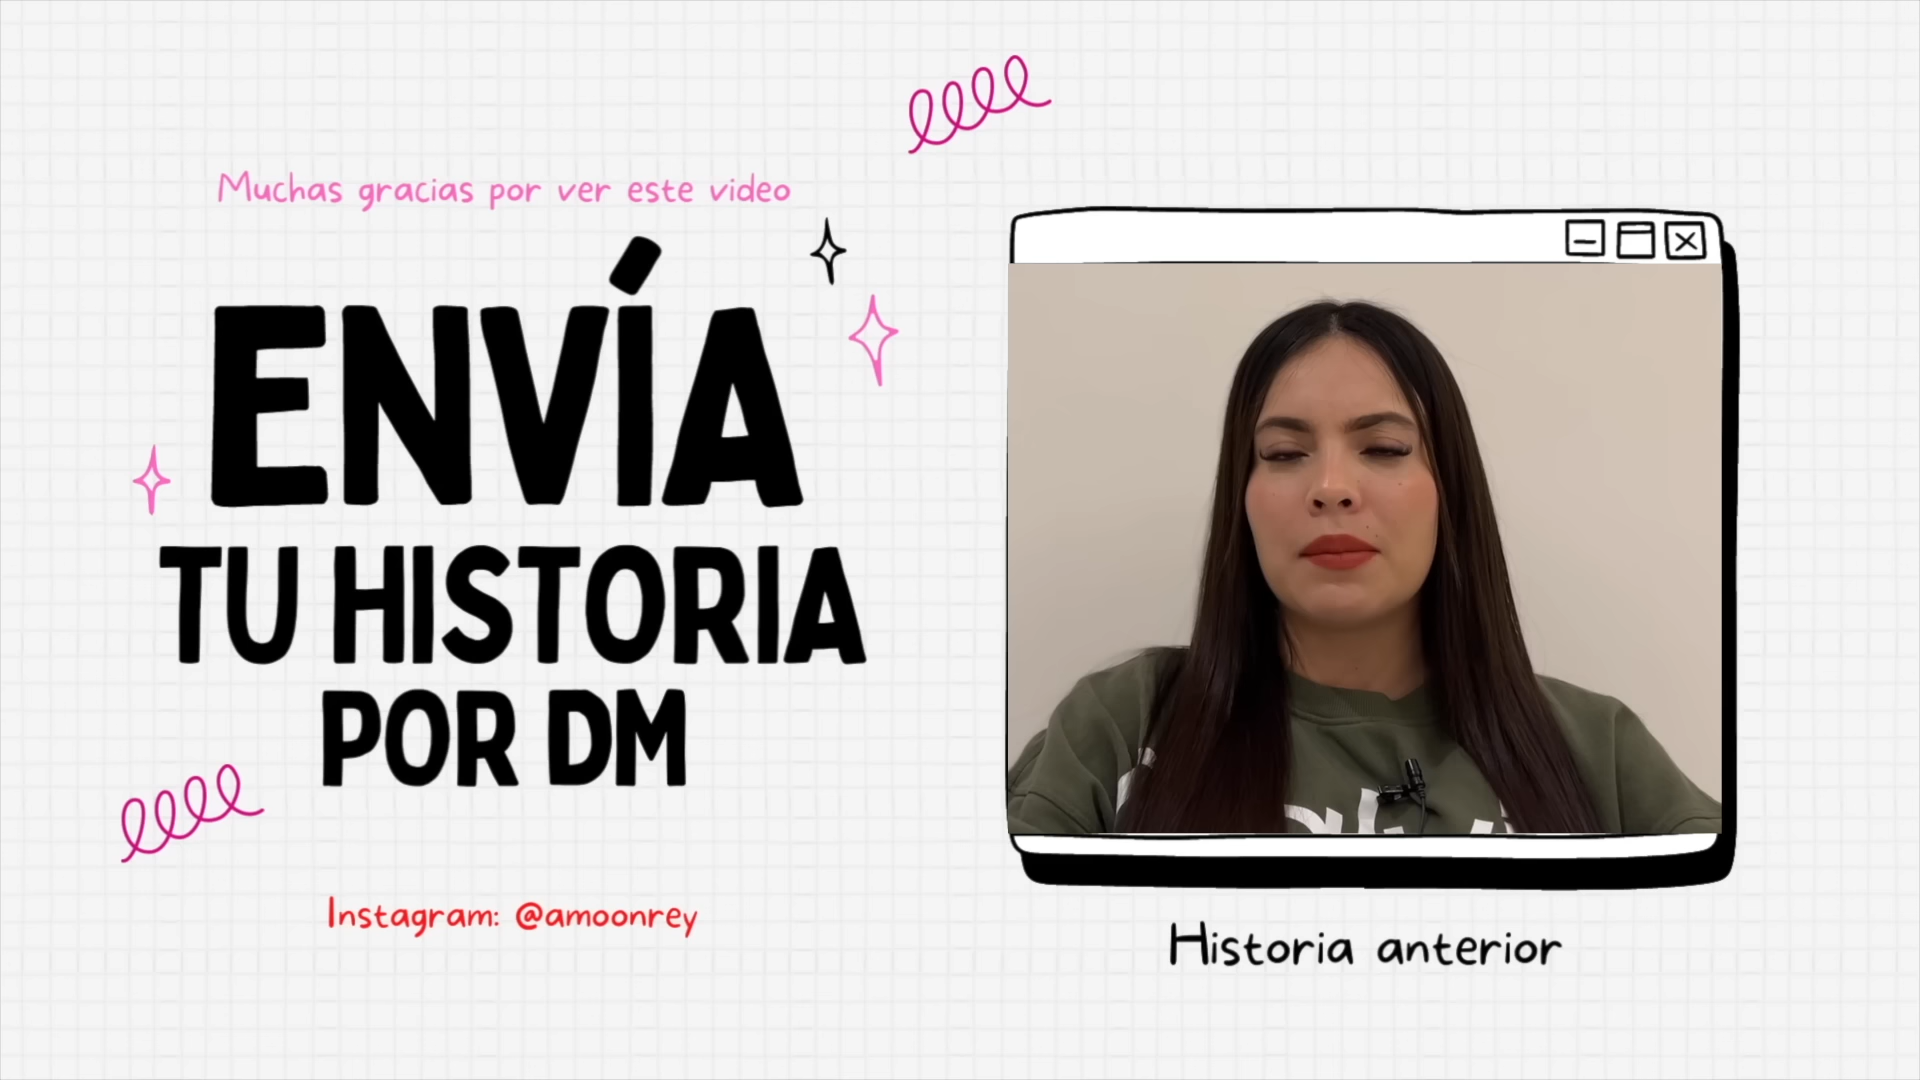 Muchas gracias por ver este video
ENVÍA
TU HISTORIA
POR DM
Instagram: @amoonrey
Historia anterior